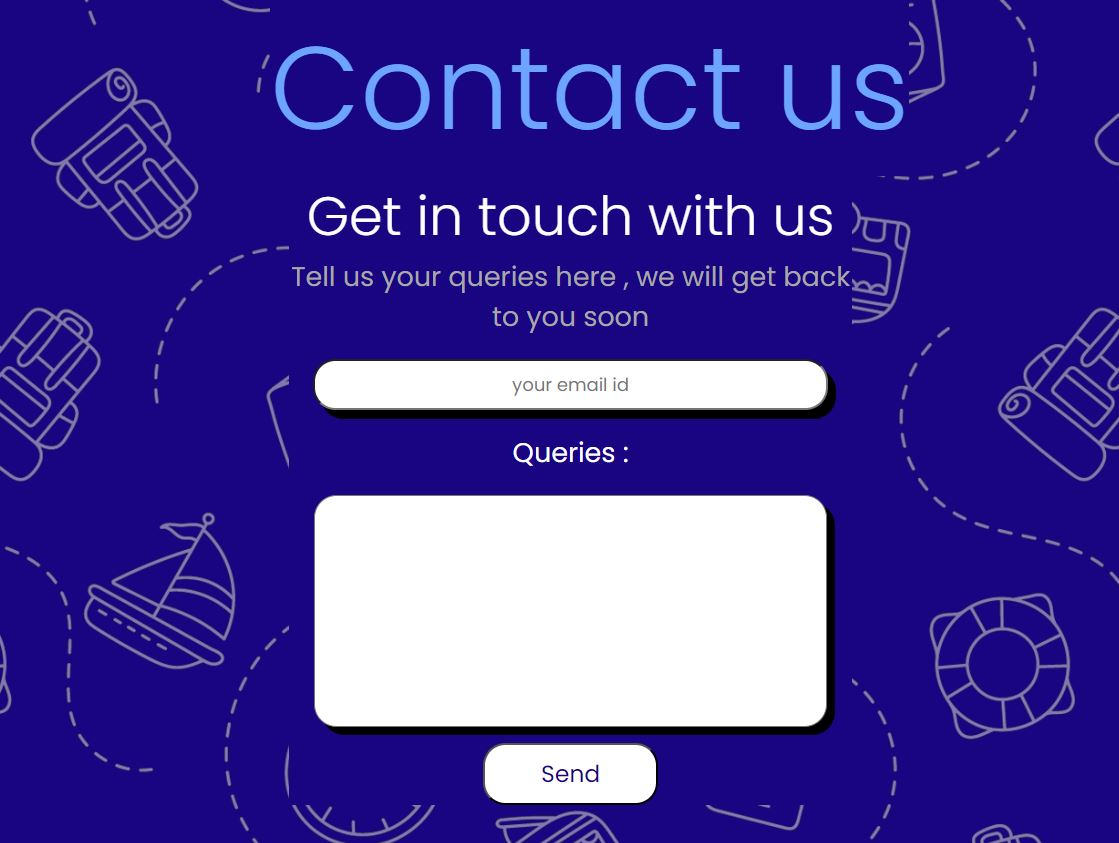 Contact us
Get in touch with us
Tell us your queries here , we will get back
to you soon
your email id
Queries :
Send